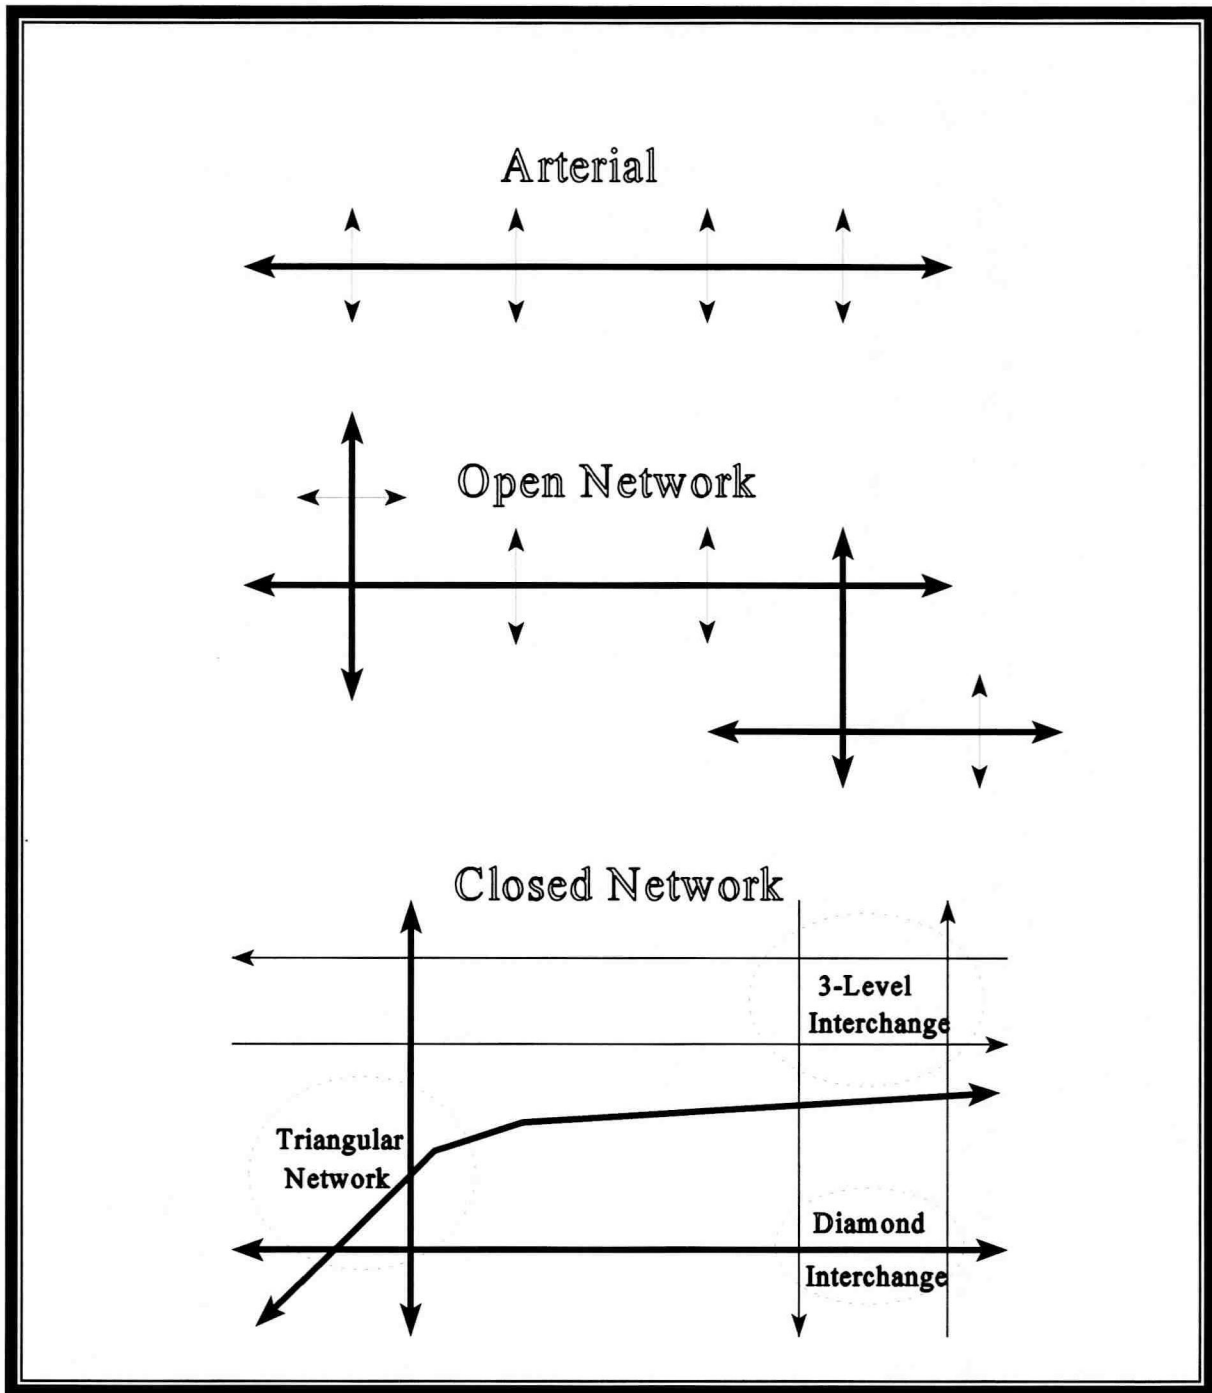 Arterial
Open Network
Closed Network
3-Level
Interchange
Triangular
Network
Diamond
Interchange